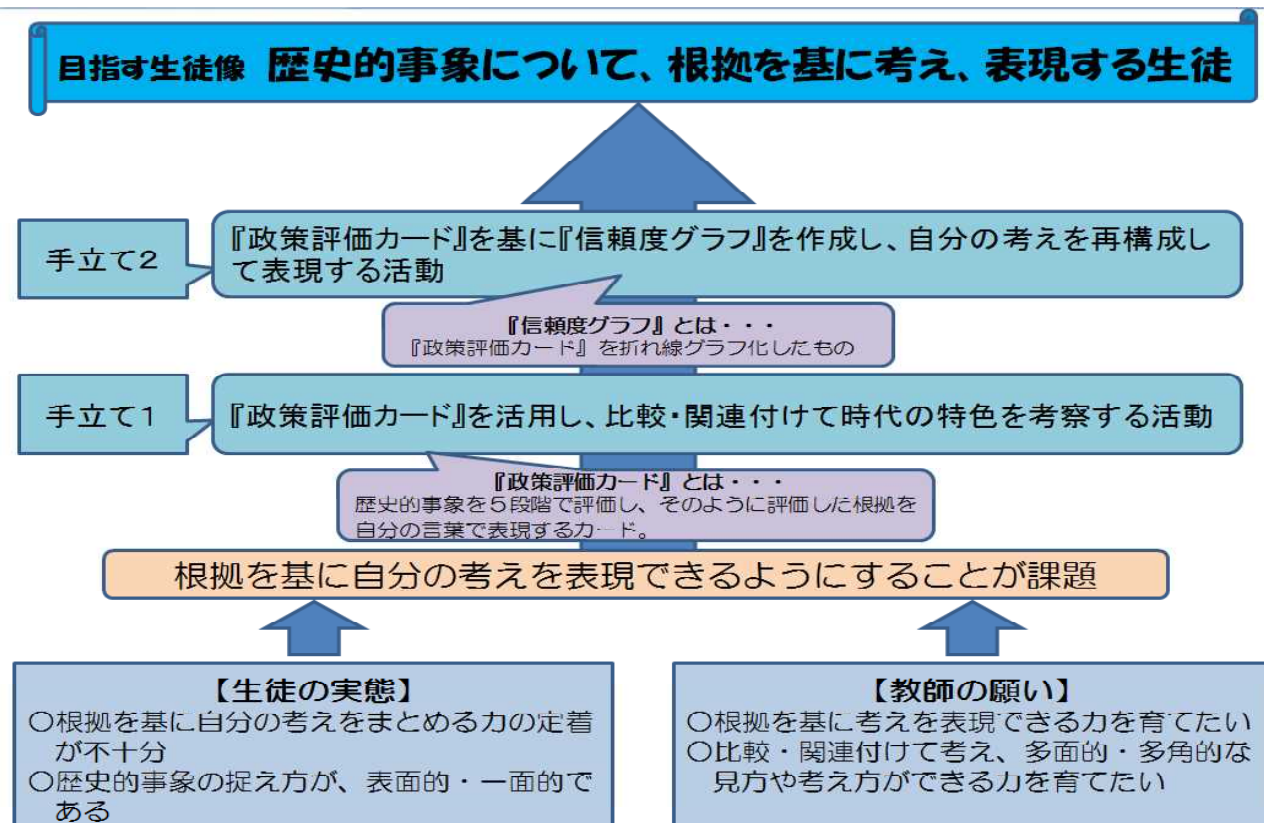 目指す生徒像 歴史的事象について、根拠を基に考え、表現する生徒
手立て2
『政策評価カード』を基に『信頼度グラフ』を作成し、自分の考えを再構成し
て表現する活動
『信頼度グラフ』とは・・・
『政策評価カード』を折れ線グラフ化したもの
手立て1
『政策評価カード』を活用し、比較・関連付けて時代の特色を考察する活動
『政策評価カード』とは・・・
歴史的事象を5段階で評価し、そのように評価した根拠を
自分の言葉で表現するカード。
根拠を基に自分の考えを表現できるようにすることが課題
【生徒の実態】
○根拠を基に自分の考えをまとめる力の定着
が不十分
○歴史的事象の捉え方が、表面的・一面的で
ある
【教師の願い】
○根拠を基に考えを表現できる力を育てたい
○比較・関連付けて考え、多面的・多角的な
見方や考え方ができる力を育てたい